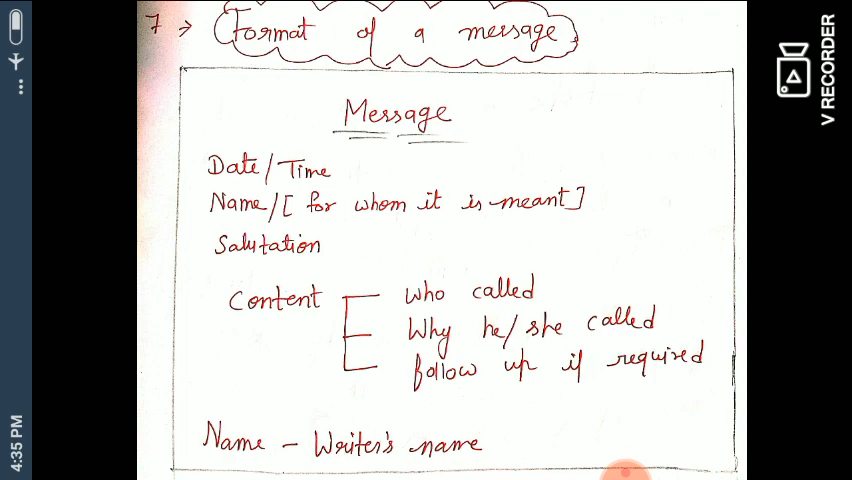 7 → Format of a message
Message
Date/Time
Name/[for whom it is meant]
Salutation
Content
who called
Why he/she called
follow up if required
Name - Writer's name
4:35 PM
V RECORDER